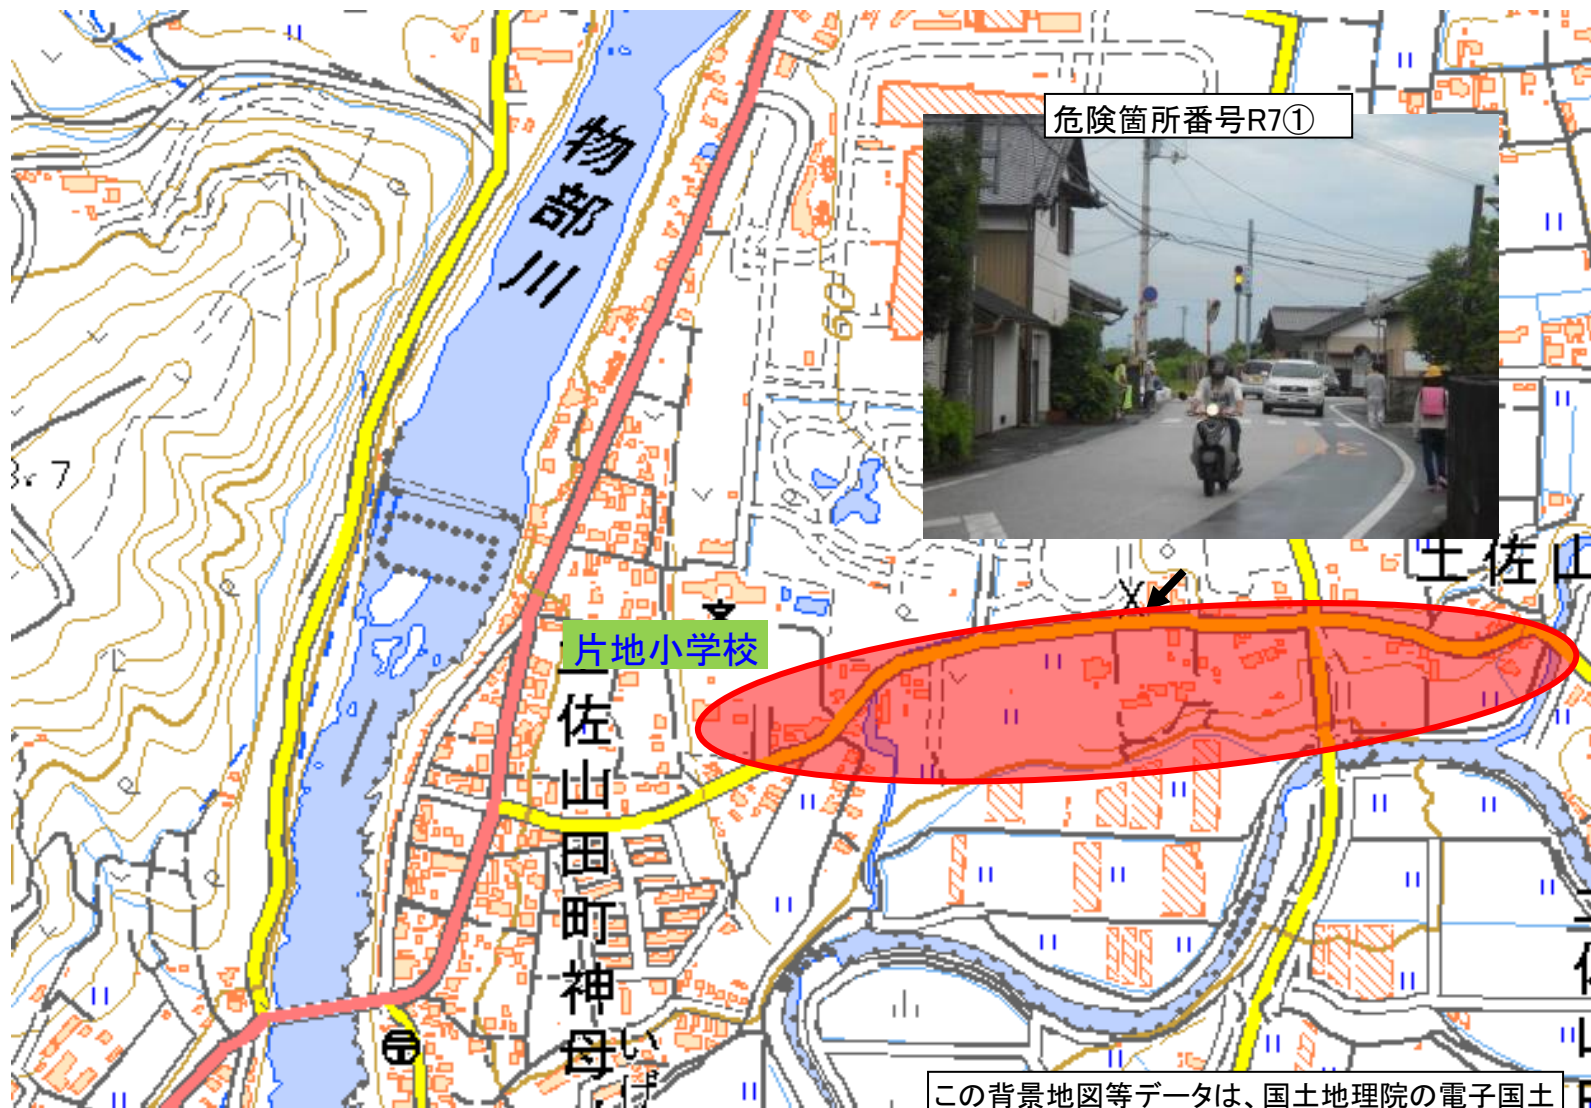 危険箇所番号R7①
物部川
片地小学校
土佐山
佐山田町神母
いげ
この背景地図等データは、国土地理院の電子国土